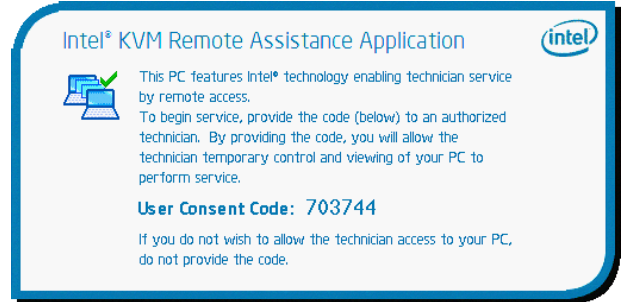 Intel® KVM Remote Assistance Application
intel
This PC features Intel® technology enabling technician service
by remote access.
To begin service, provide the code (below) to an authorized
technician. By providing the code, you will allow the
technician temporary control and viewing of your PC to
perform service.
User Consent Code: 703744
If you do not wish to allow the technician access to your PC,
do not provide the code.